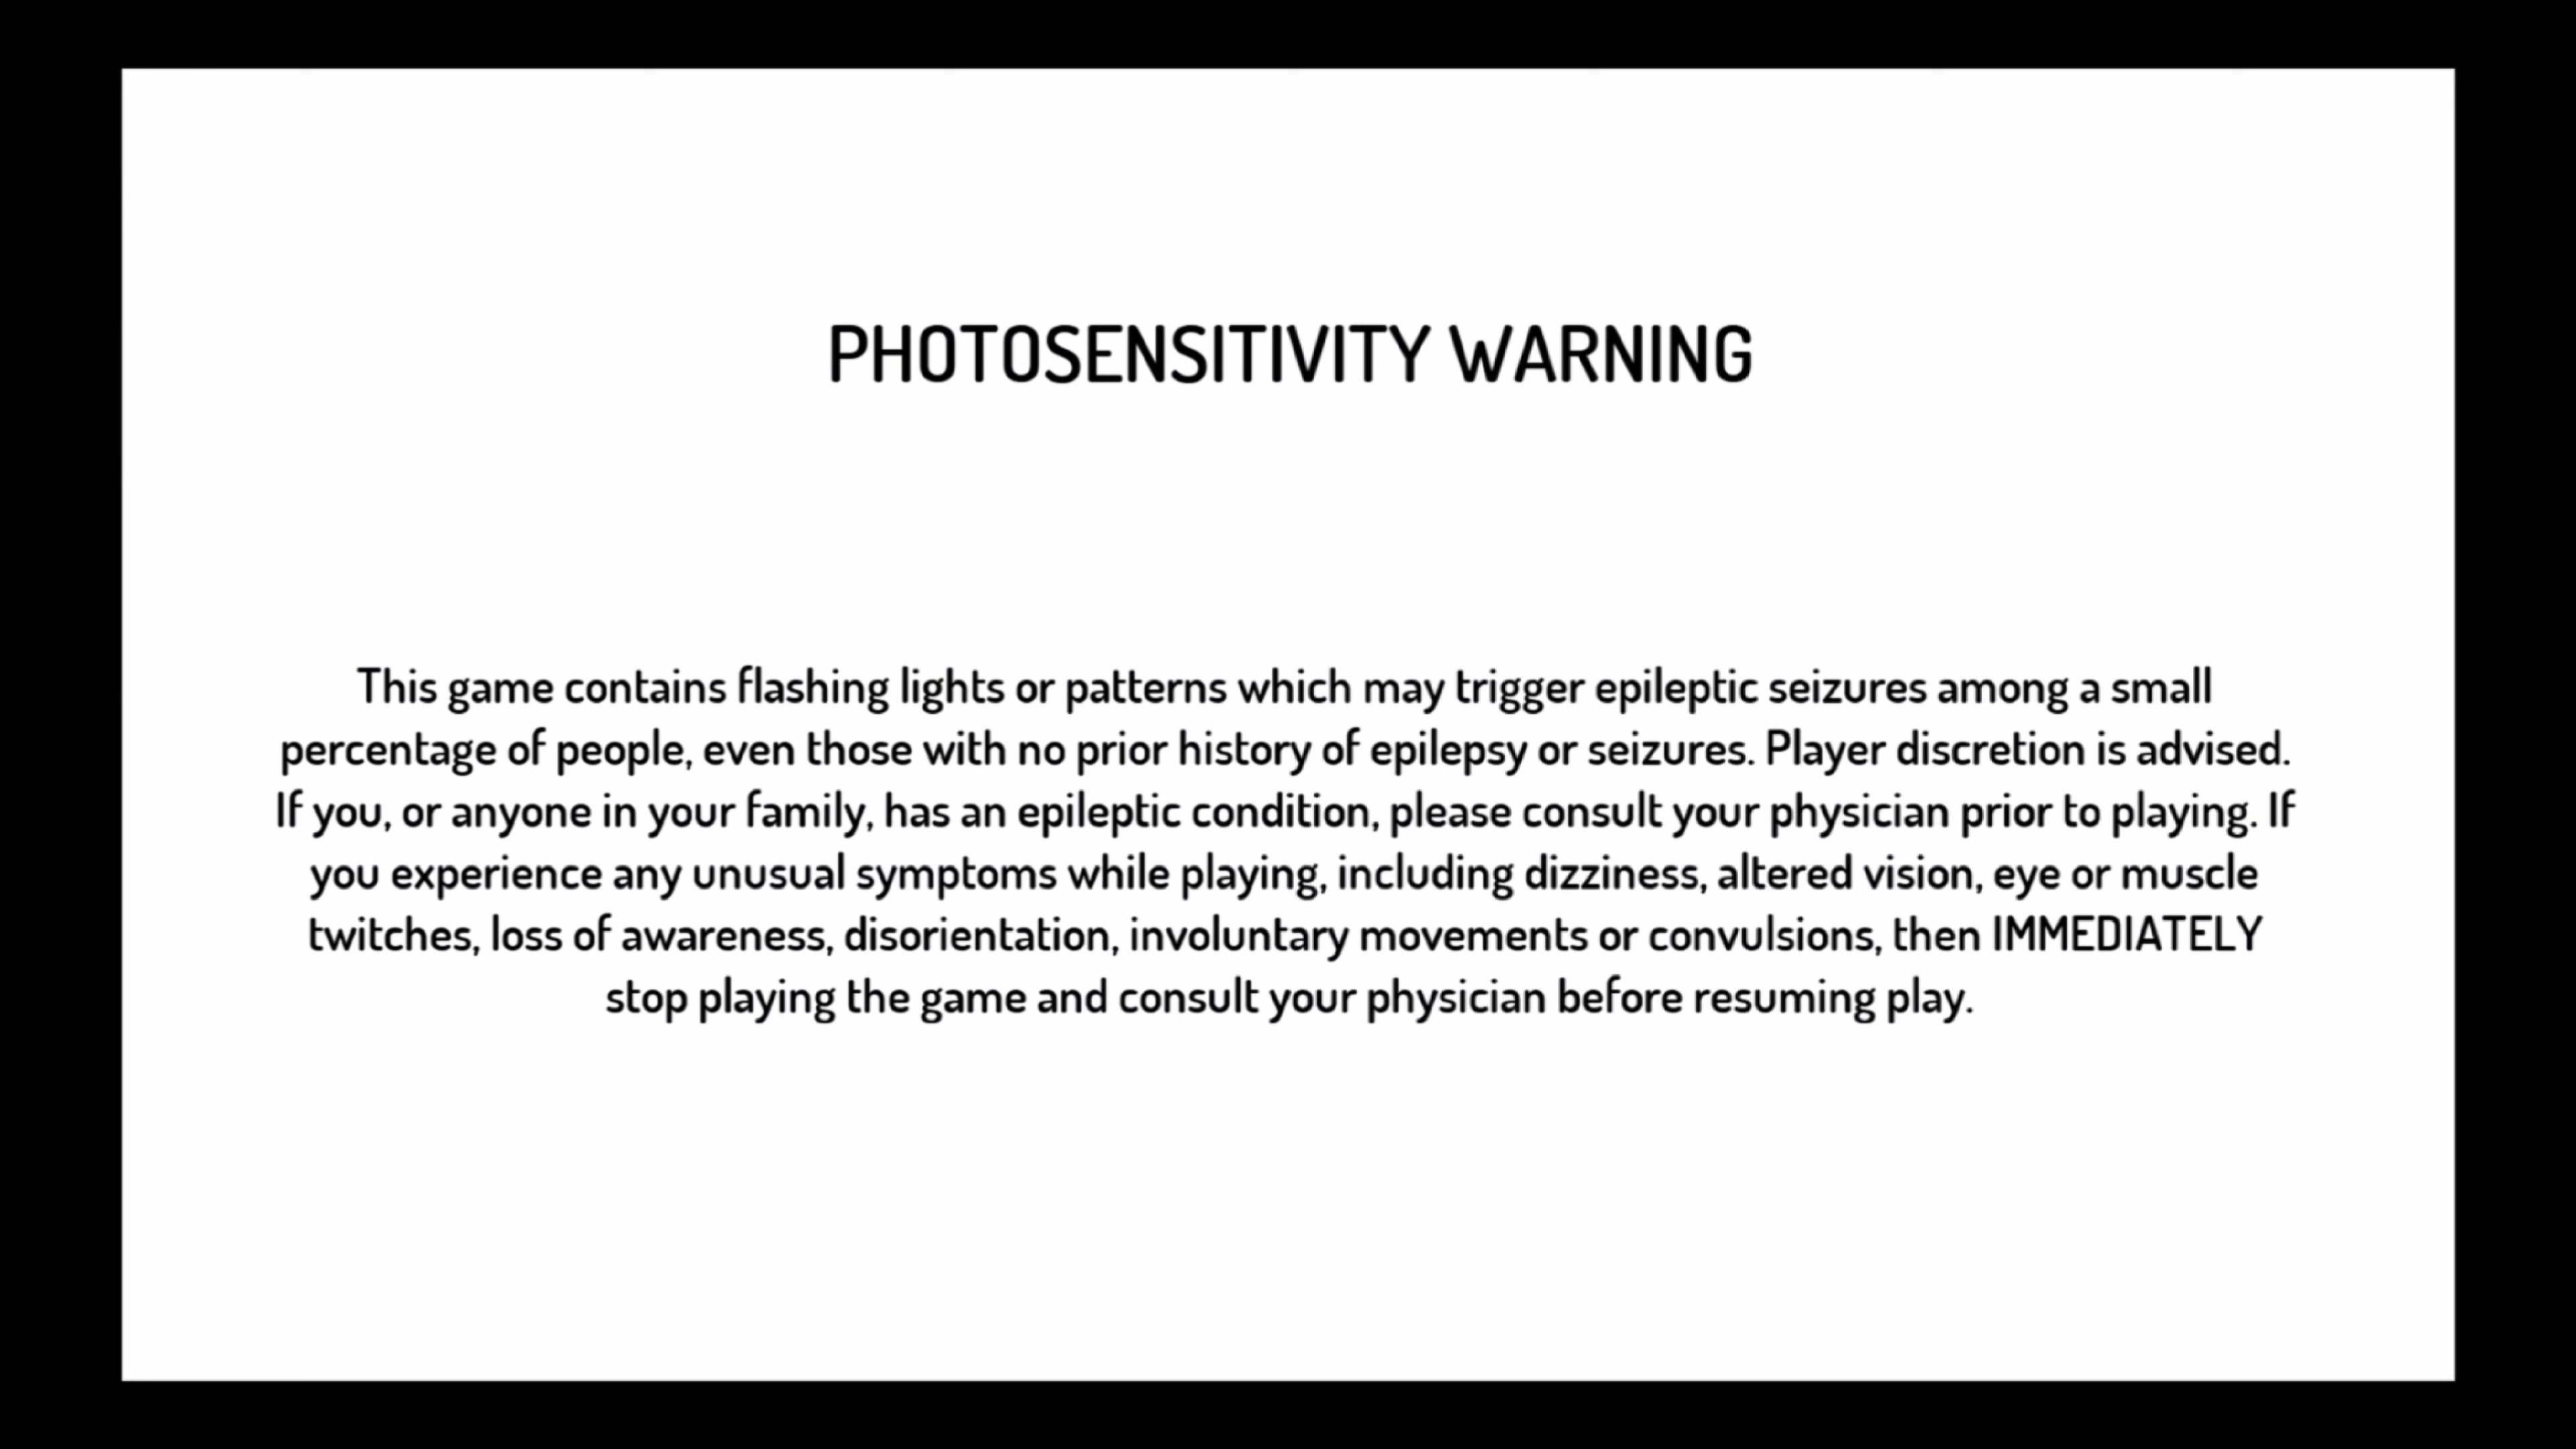 PHOTOSENSITIVITY WARNING
This game contains flashing lights or patterns which may trigger epileptic seizures among a small
percentage of people, even those with no prior history of epilepsy or seizures. Player discretion is advised.
If you, or anyone in your family, has an epileptic condition, please consult your physician prior to playing. If
you experience any unusual symptoms while playing, including dizziness, altered vision, eye or muscle
twitches, loss of awareness, disorientation, involuntary movements or convulsions, then IMMEDIATELY
stop playing the game and consult your physician before resuming play.